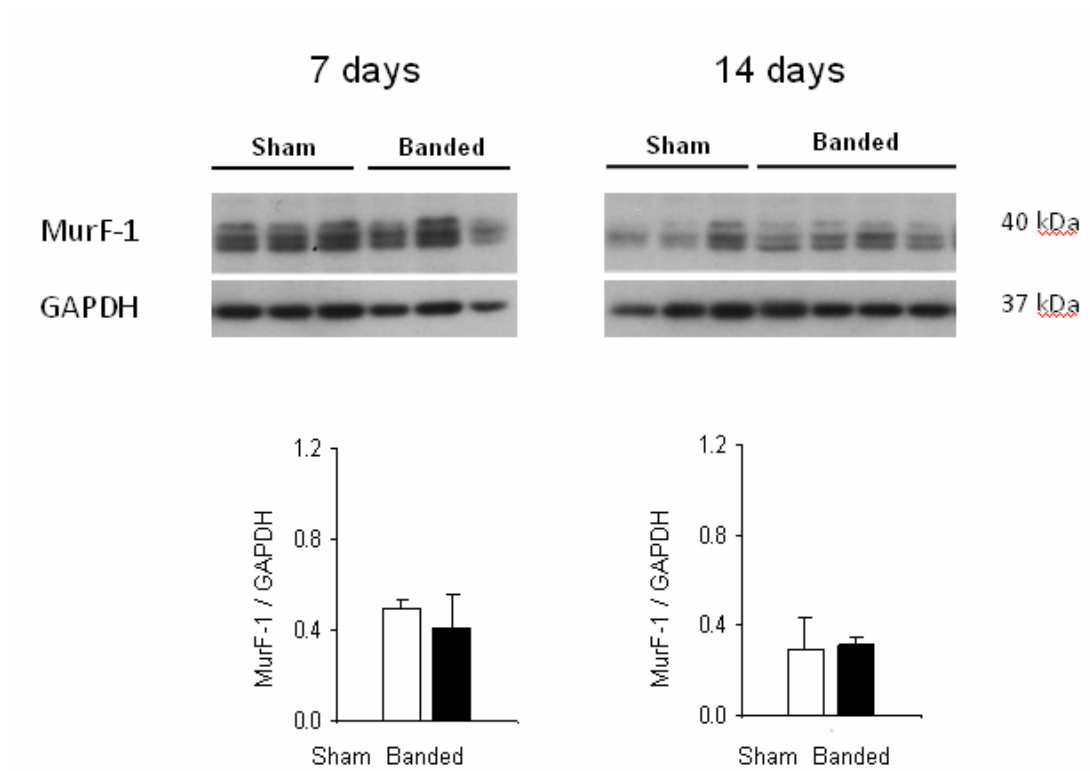 7 days
14 days
Sham Banded
Sham Banded
MurF-1
40 kDa
GAPDH
37 kDa
1.2
0.8
0.4
0.0
MurF-1 / GAPDH
Sham Banded
1.2
0.8
0.4
0.0
MurF-1 / GAPDH
Sham Banded